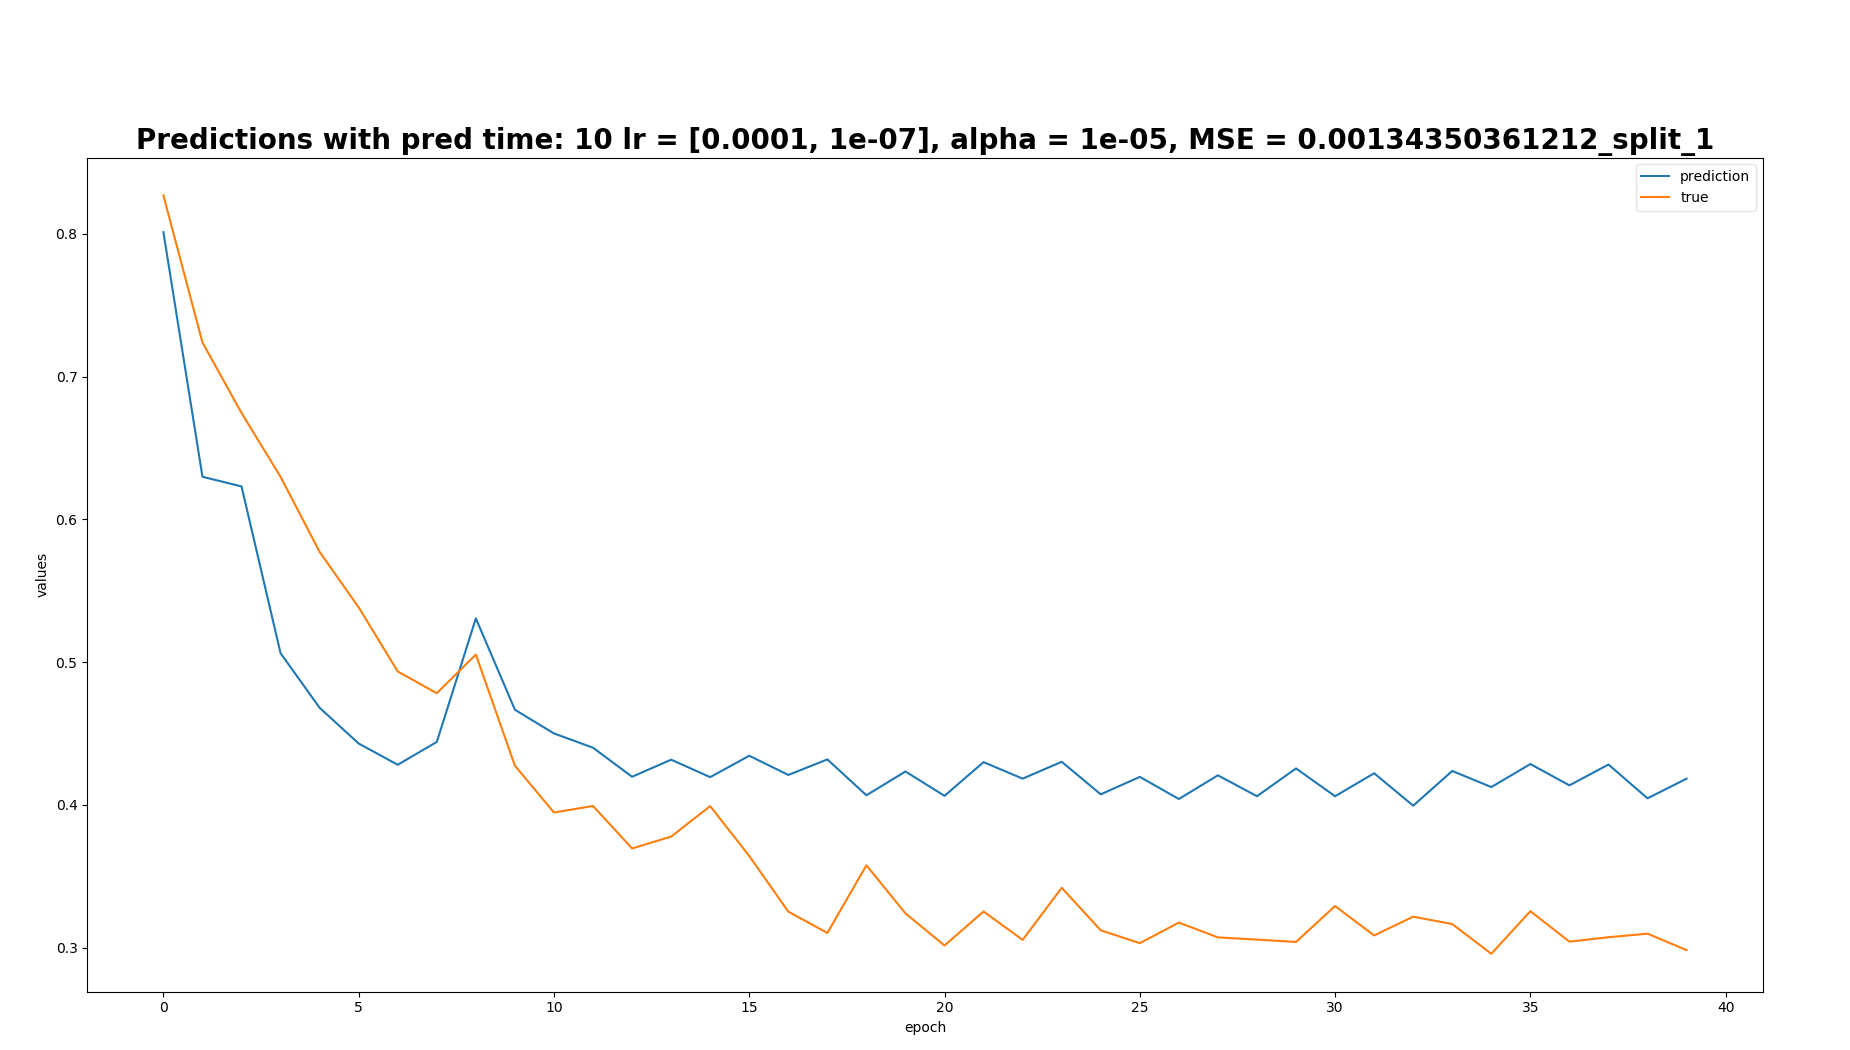 Predictions with pred time: 10 lr = [0.0001, 1e-07], alpha = 1e-05, MSE = 0.00134350361212_split_1
prediction
true
0.8
0.7
0.6
0.5
0.4
0.3
values
0 5 10 15 20 25 30 35 40
epoch